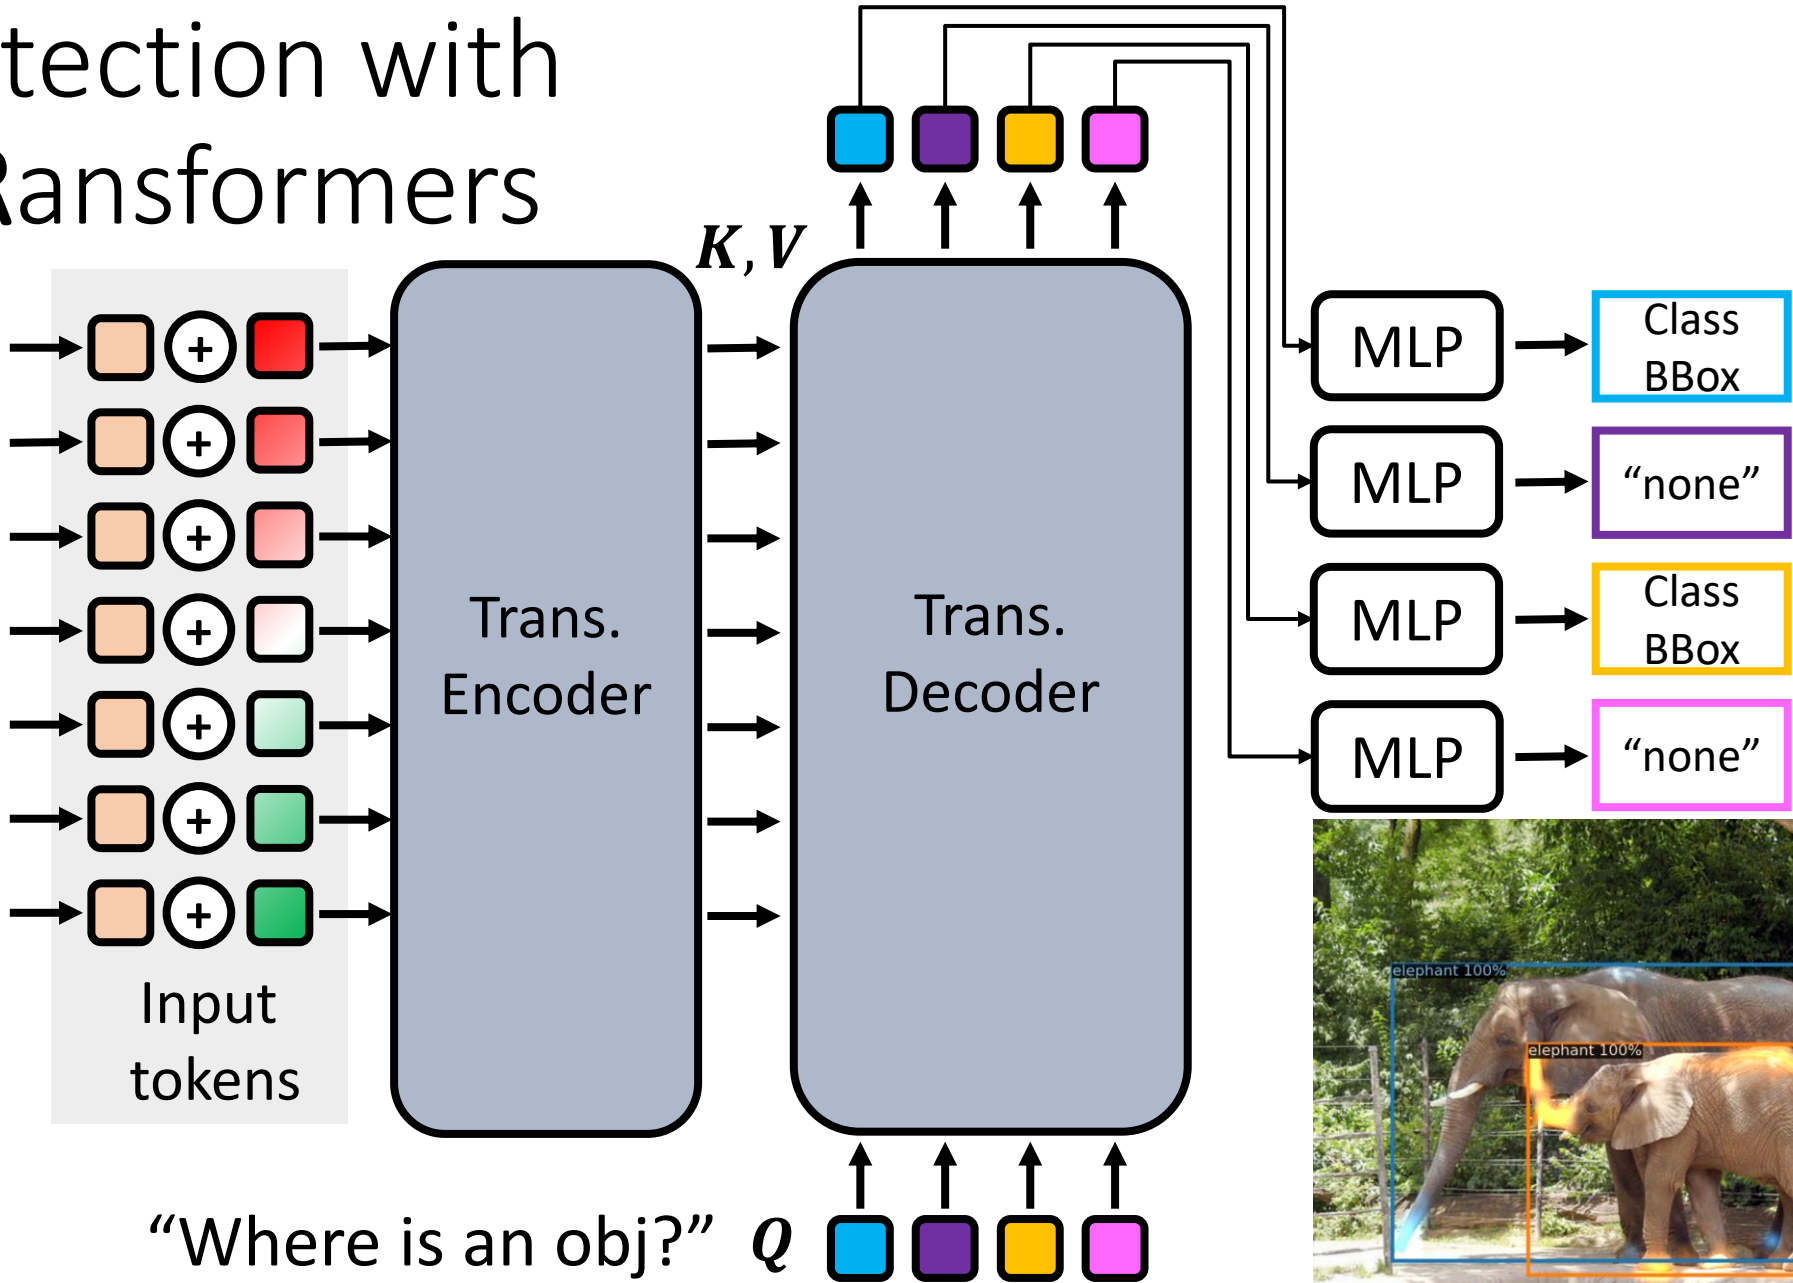 tection with
Ransformers
K, V
+
+
+
+
+
+
+
Input
tokens
Trans.
Encoder
Trans.
Decoder
MLP
Class
BBox
MLP
“none”
MLP
Class
BBox
MLP
“none”
elephant 100%
elephant 100%
“Where is an obj?” Q